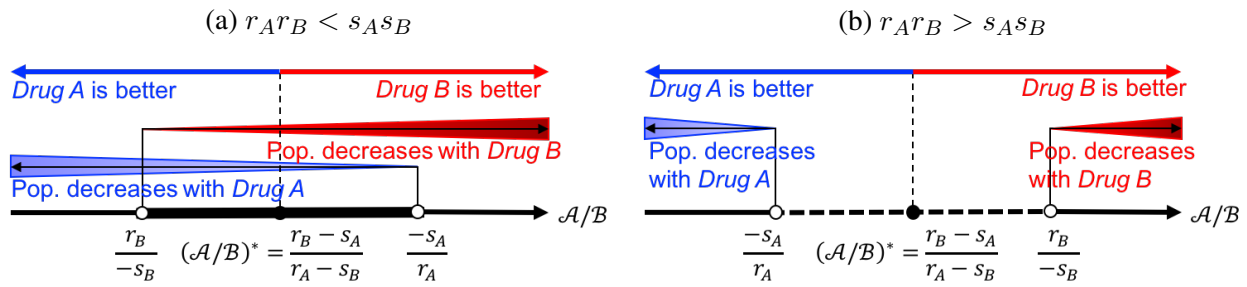 (a) r_A r_B < s_A s_B
Drug A is better
Drug B is better
Pop. decreases with Drug B
Pop. decreases with Drug A
𝒜/ℬ
r_B/−s_B
(𝒜/ℬ)* = (r_B − s_A)/(r_A − s_B)
−s_A/r_A
(b) r_A r_B > s_A s_B
Drug A is better
Drug B is better
Pop. decreases
with Drug A
Pop. decreases
with Drug B
𝒜/ℬ
−s_A/r_A
(𝒜/ℬ)* = (r_B − s_A)/(r_A − s_B)
r_B/−s_B